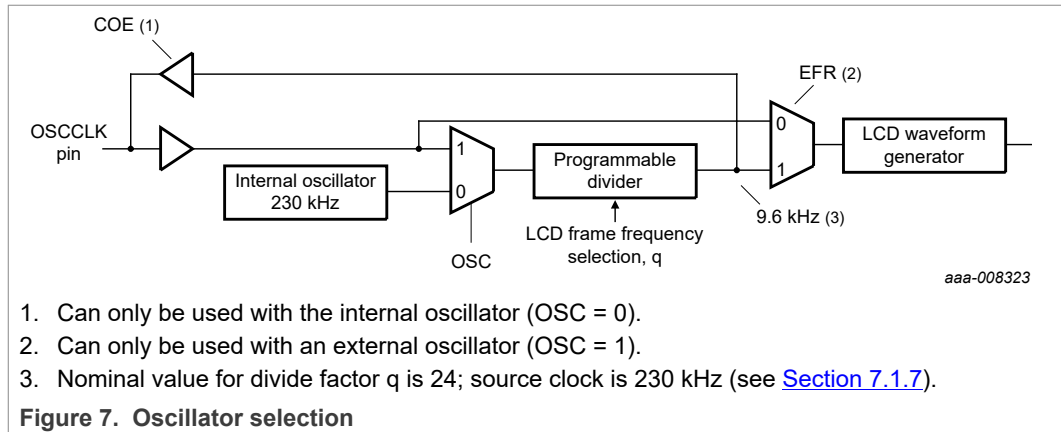 COE (1)
EFR (2)
OSCCLK
pin
0
1
LCD waveform
generator
1
0
Programmable
divider
Internal oscillator
230 kHz
9.6 kHz (3)
LCD frame frequency
selection, q
OSC
aaa-008323
1. Can only be used with the internal oscillator (OSC = 0).
2. Can only be used with an external oscillator (OSC = 1).
3. Nominal value for divide factor q is 24; source clock is 230 kHz (see Section 7.1.7).
Figure 7. Oscillator selection